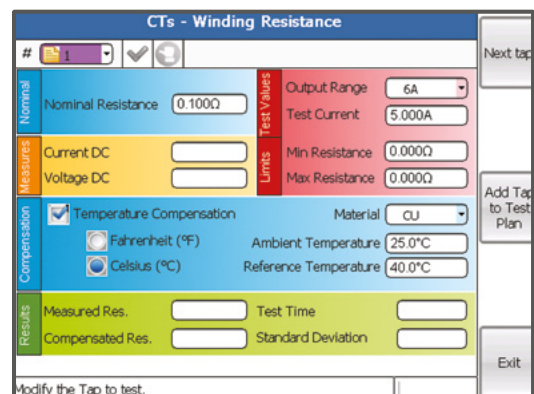 CTs - Winding Resistance
# 1
Next tap
Nominal
Nominal Resistance 0.100Ω
Test Values
Output Range 6A
Test Current 5.000A
Measures
Current DC
Voltage DC
Limits
Min Resistance 0.000Ω
Max Resistance 0.000Ω
Add Tap
to Test
Plan
Compensation
Temperature Compensation
Material CU
Fahrenheit (ºF)
Ambient Temperature 25.0°C
Celsius (ºC)
Reference Temperature 40.0°C
Results
Measured Res.
Test Time
Compensated Res.
Standard Deviation
Exit
Modify the Tap to test.